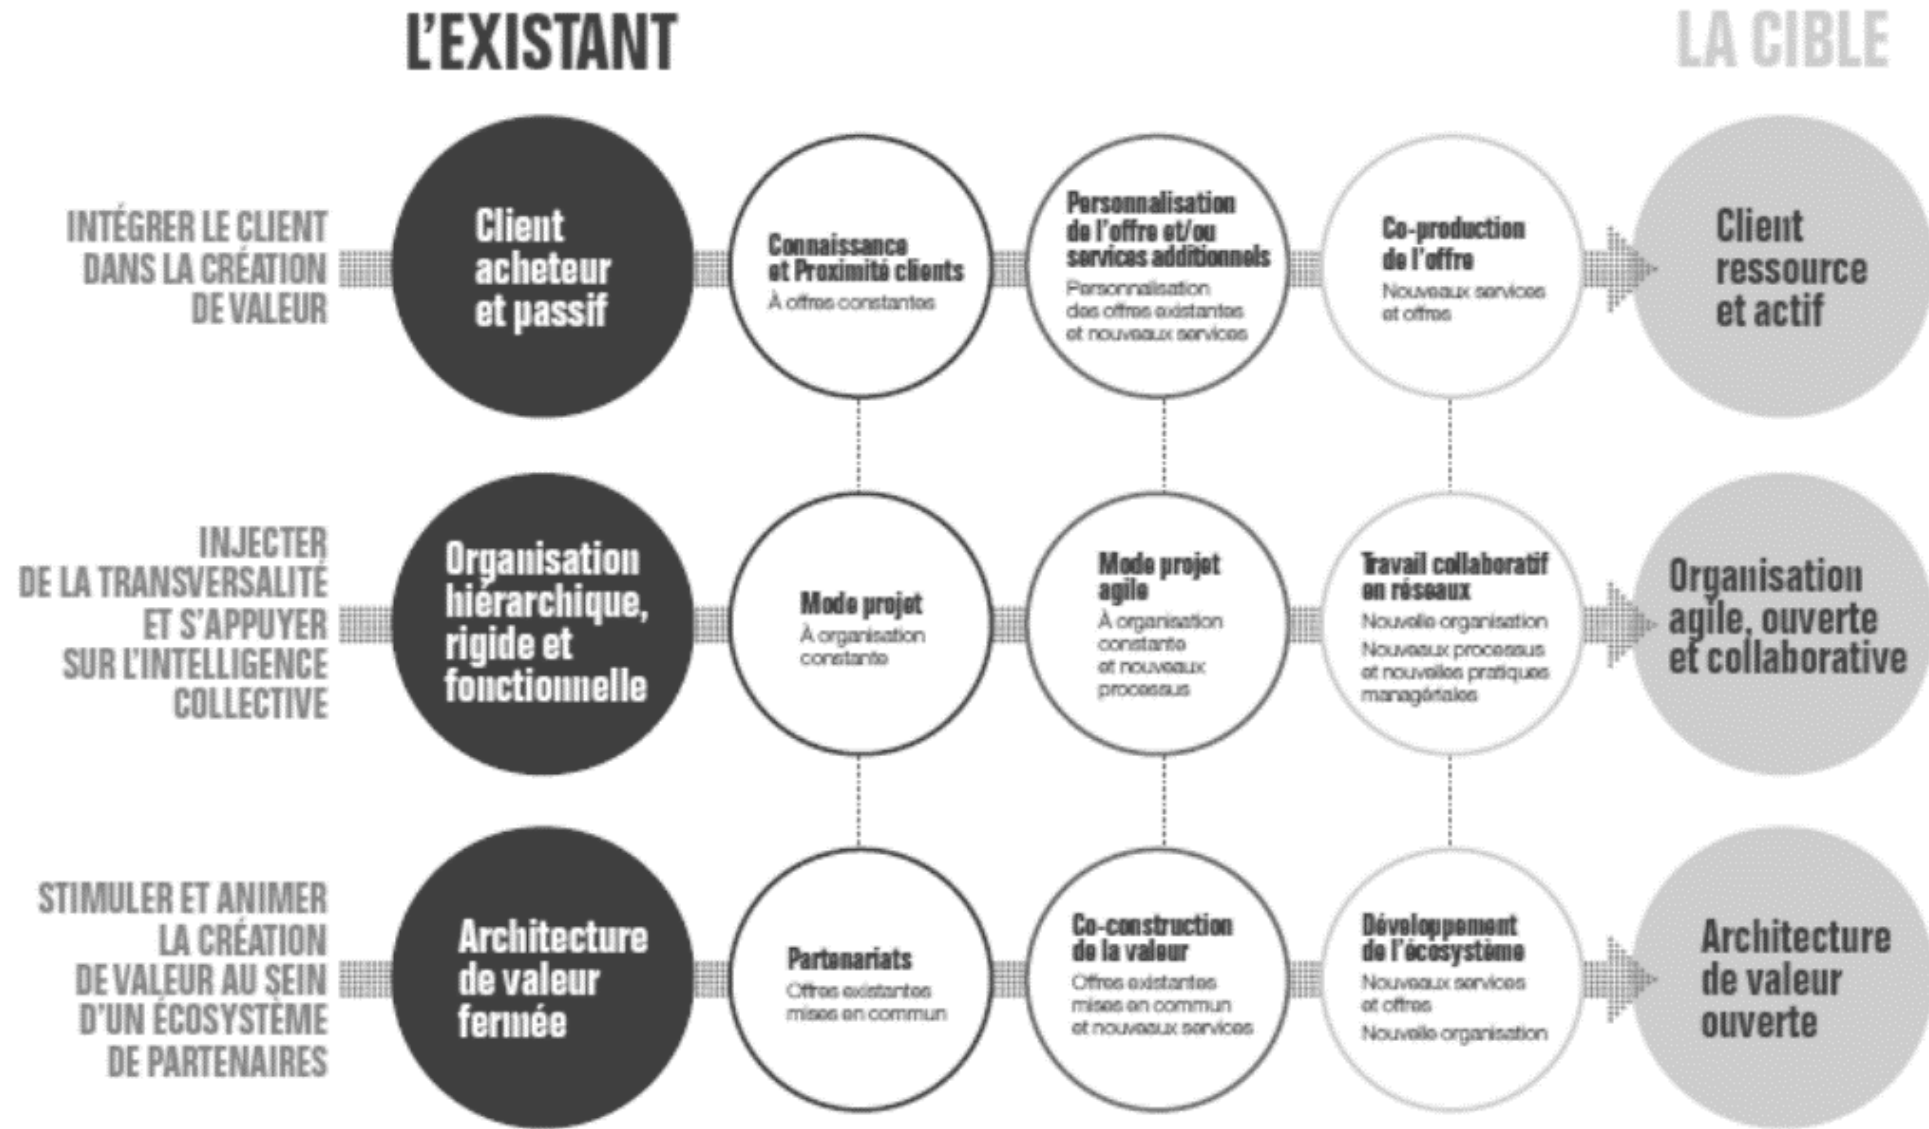 L'EXISTANT
LA CIBLE
INTÉGRER LE CLIENT
DANS LA CRÉATION
DE VALEUR
Client
acheteur
et passif
Connaissance
et Proximité clients
À offres constantes
Personnalisation
de l'offre et/ou
services additionnels
Personnalisation
des offres existantes
et nouveaux services
Co-production
de l'offre
Nouveaux services
et offres
Client
ressource
et actif
INJECTER
DE LA TRANSVERSALITÉ
ET S'APPUYER
SUR L'INTELLIGENCE
COLLECTIVE
Organisation
hiérarchique,
rigide et
fonctionnelle
Mode projet
À organisation
constante
Mode projet
agile
À organisation
constante
et nouveaux
processus
Travail collaboratif
en réseaux
Nouvelle organisation
Nouveaux processus
et nouvelles pratiques
managériales
Organisation
agile, ouverte
et collaborative
STIMULER ET ANIMER
LA CRÉATION
DE VALEUR AU SEIN
D'UN ÉCOSYSTÈME
DE PARTENAIRES
Architecture
de valeur
fermée
Partenariats
Offres existantes
mises en commun
Co-construction
de la valeur
Offres existantes
mises en commun
et nouveaux services
Développement
de l'écosystème
Nouveaux services
et offres
Nouvelle organisation
Architecture
de valeur
ouverte